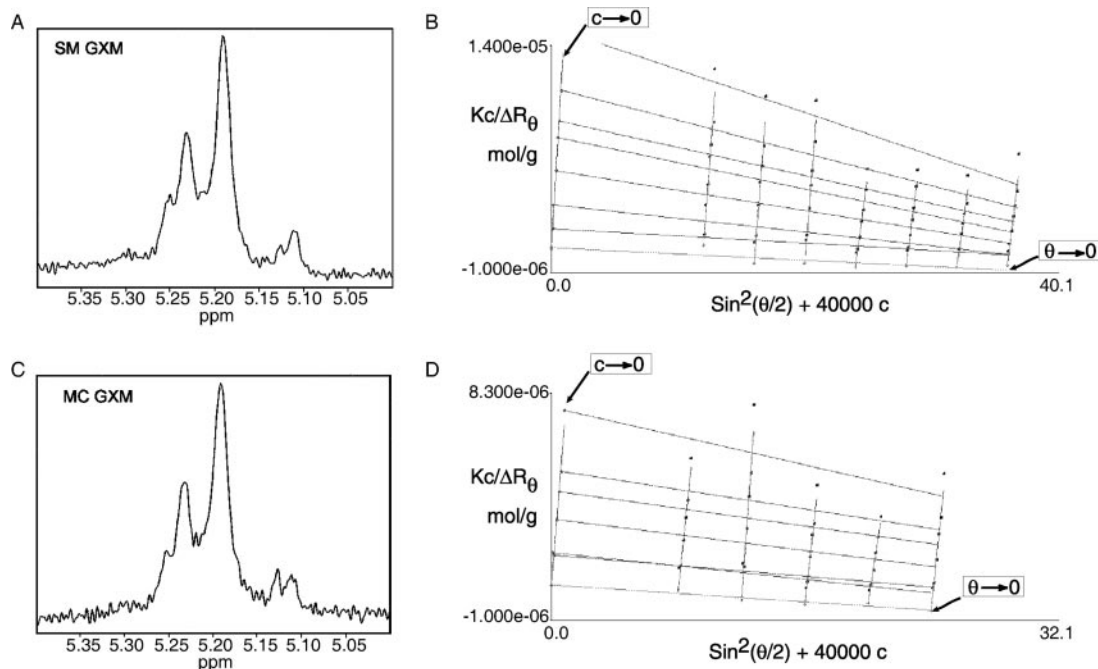 A
SM GXM
5.35 5.30 5.25 5.20 5.15 5.10 5.05
ppm
B
c→0
1.400e-05
Kc/ΔRθ
mol/g
-1.000e-06
θ→0
0.0 40.1
Sin²(θ/2) + 40000 c
C
MC GXM
5.35 5.30 5.25 5.20 5.15 5.10 5.05
ppm
D
c→0
8.300e-06
Kc/ΔRθ
mol/g
-1.000e-06
θ→0
0.0 32.1
Sin²(θ/2) + 40000 c